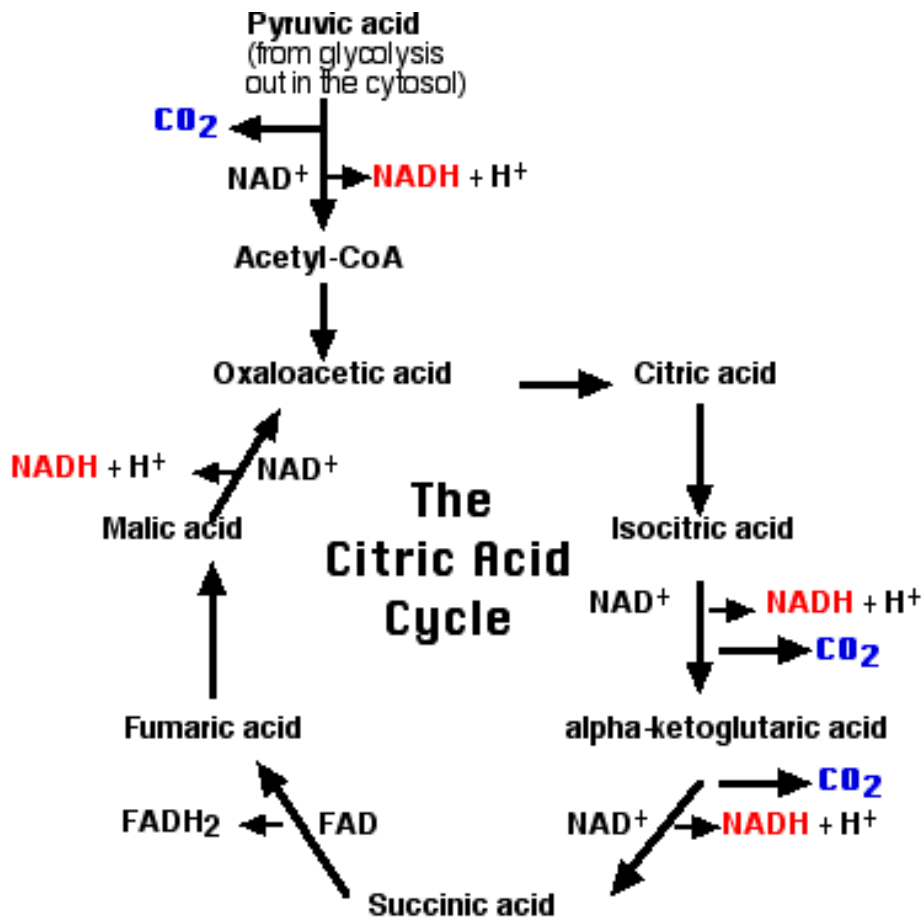 Pyruvic acid
(from glycolysis
out in the cytosol)
CO2
NAD+ NADH + H+
Acetyl-CoA
Oxaloacetic acid
Citric acid
NADH + H+ NAD+
The
Citric Acid
Cycle
Malic acid
Isocitric acid
NAD+ NADH + H+
CO2
Fumaric acid
alpha-ketoglutaric acid
CO2
FADH2 FAD
NAD+ NADH + H+
Succinic acid